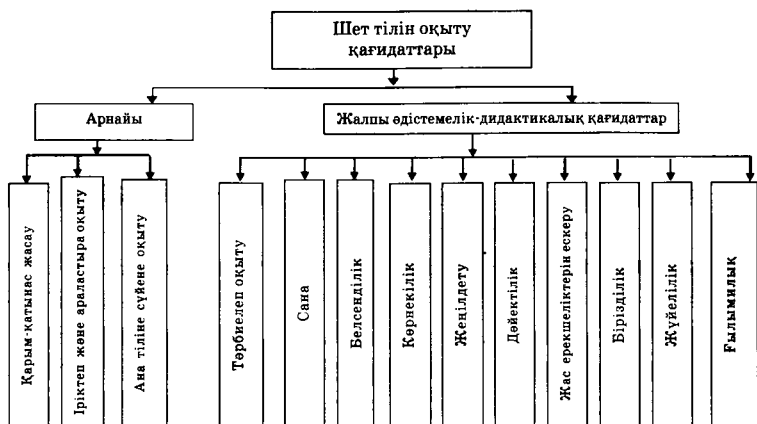 Шет тілін оқыту
қағидаттары
Арнайы
Жалпы әдістемелік-дидактикалық қағидаттар
Қарым-қатынас жасау
Іріктеп және араластыра оқыту
Ана тіліне сүйене оқыту
Тәрбиелеп оқыту
Сана
Белсенділік
Көрнекілік
Жеңілдету
Дәйектілік
Жас ерекшеліктерін ескеру
Бірізділік
Жүйелілік
Ғылымилық